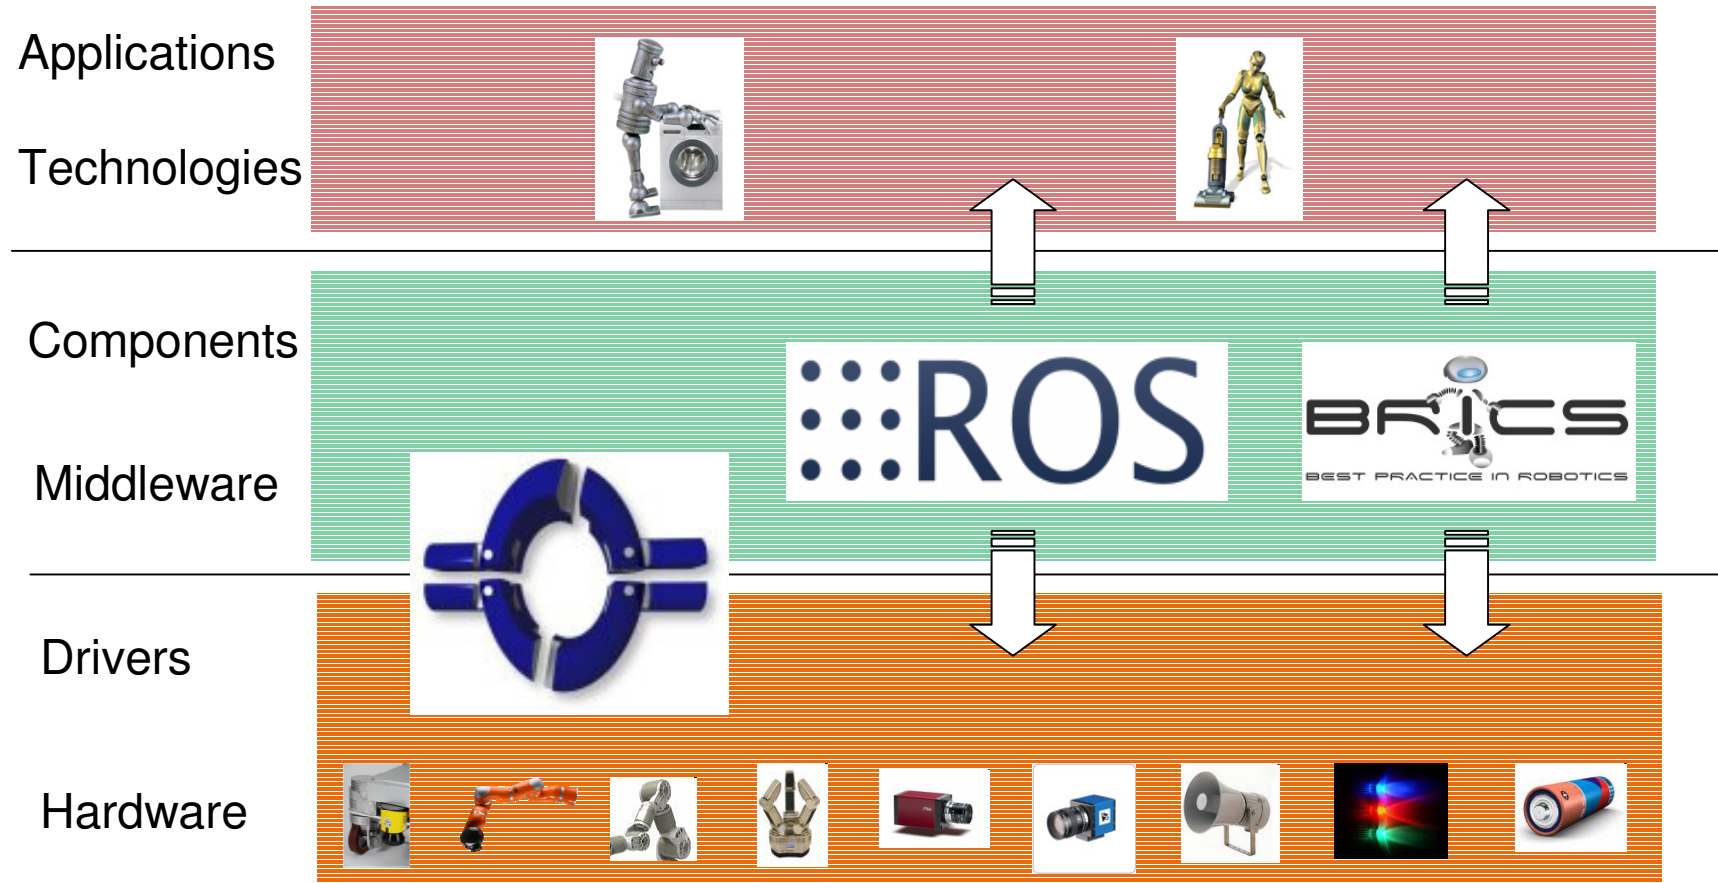 Applications
Technologies
Components
ROS
BRICS
BEST PRACTICE IN ROBOTICS
Middleware
Drivers
Hardware